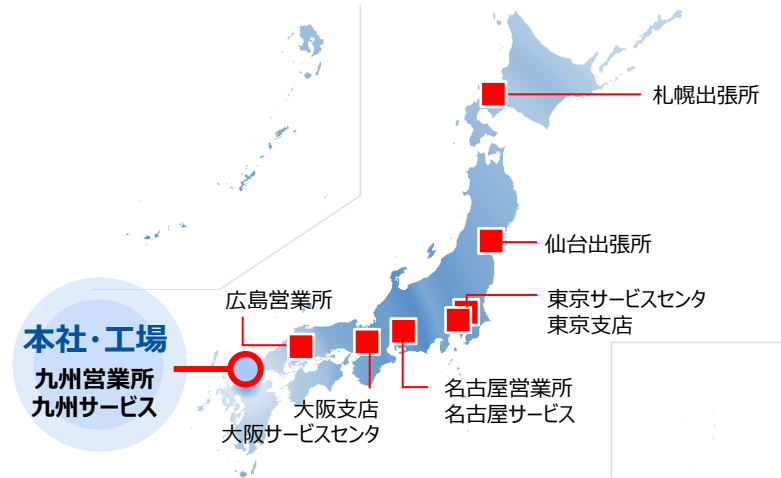 札幌出張所
仙台出張所
東京サービスセンタ
東京支店
広島営業所
本社・工場
九州営業所
九州サービス
名古屋営業所
名古屋サービス
大阪支店
大阪サービスセンタ